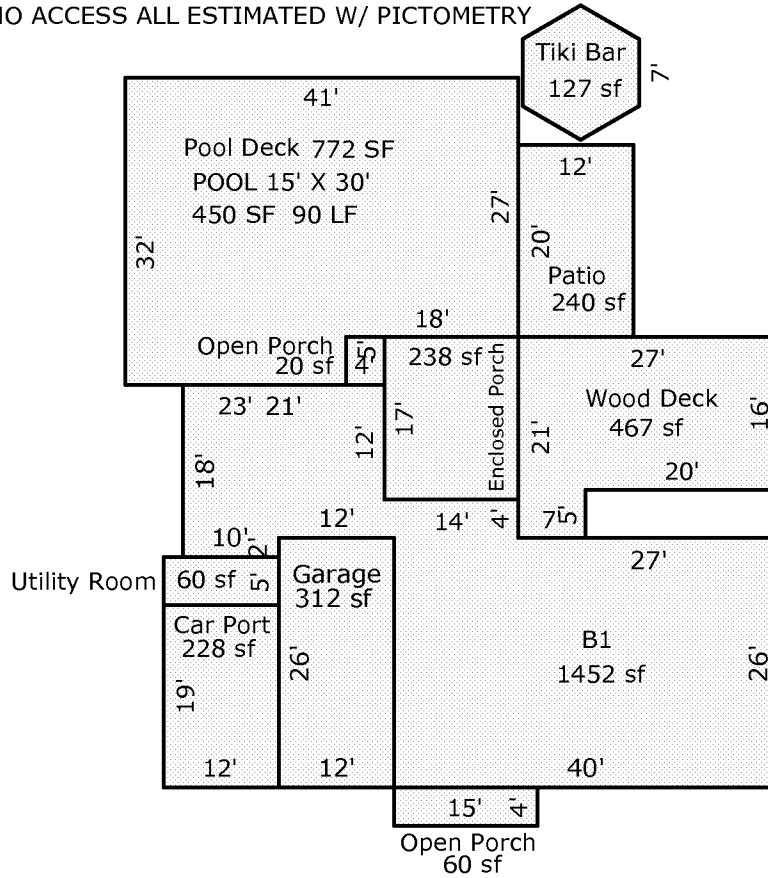 NO ACCESS ALL ESTIMATED W/ PICTOMETRY
Tiki Bar
127 sf
7'
41'
Pool Deck 772 SF
POOL 15' X 30'
450 SF 90 LF
32'
27'
12'
20'
Patio
240 sf
18'
Open Porch
20 sf
4'
5'
238 sf
Enclosed Porch
17'
27'
Wood Deck
467 sf
16'
21'
20'
7'
5'
23' 21'
18'
12'
12'
14'
4'
10'
2'
Utility Room
60 sf
5'
Garage
312 sf
26'
12'
Car Port
228 sf
19'
12'
27'
B1
1452 sf
26'
40'
15'
4'
Open Porch
60 sf